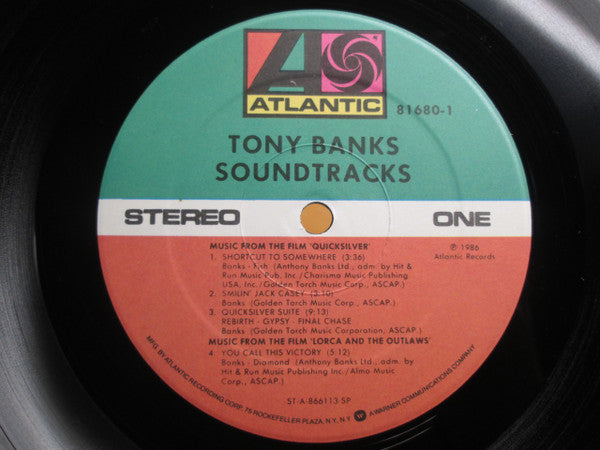 ATLANTIC
81680-1
TONY BANKS
SOUNDTRACKS
STEREO
ONE
MUSIC FROM THE FILM 'QUICKSILVER'
1. SHORTCUT TO SOMEWHERE (3:36)
Banks - Fish (Anthony Banks Ltd., adm. by Hit &
Run Music Pub. Inc./Charisma Music Publishing
USA, Inc./Golden Torch Music Corp., ASCAP.)
2. SMILIN' JACK CASEY (3:10)
Banks (Golden Torch Music Corp., ASCAP.)
3. QUICKSILVER SUITE (9:13)
REBIRTH - GYPSY - FINAL CHASE
Banks (Golden Torch Music Corporation, ASCAP.)
MUSIC FROM THE FILM 'LORCA AND THE OUTLAWS'
4. YOU CALL THIS VICTORY (5:12)
Banks - Diamond (Anthony Banks Ltd., adm. by
Hit & Run Music Publishing Inc./Almo Music
Corp., ASCAP.)
℗ 1986
Atlantic Records
ST-A-866113-SP
MFG. BY ATLANTIC RECORDING CORP., 75 ROCKEFELLER PLAZA, N.Y., N.Y. A WARNER COMMUNICATIONS COMPANY